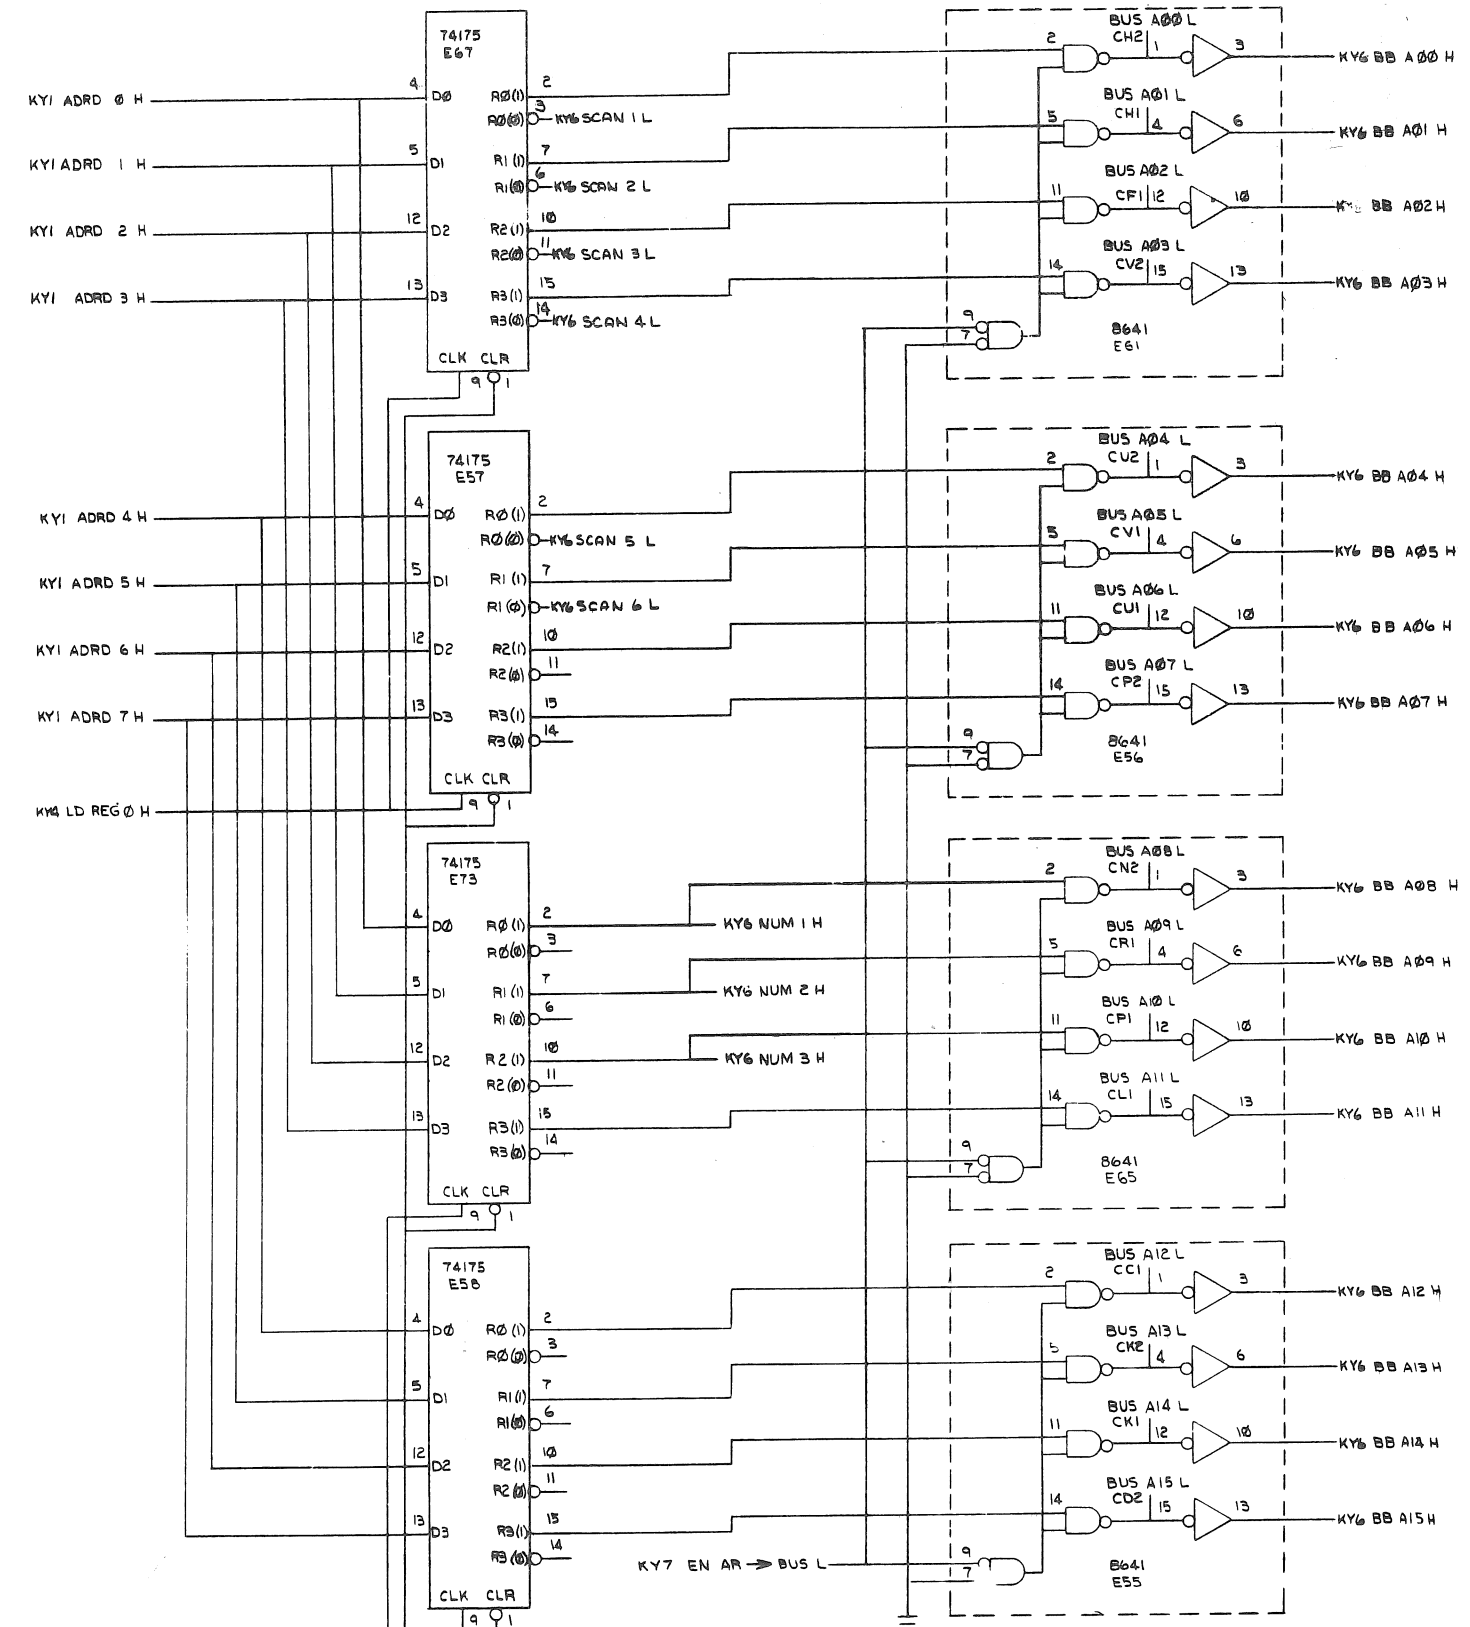 74175
E67
KY1 ADRD Ø H
4
DØ
RØ(1)
2
RØ(Ø)
3
KY6 SCAN 1 L
KY1 ADRD 1 H
5
D1
R1(1)
7
R1(Ø)
6
KY6 SCAN 2 L
KY1 ADRD 2 H
12
D2
R2(1)
1Ø
R2(Ø)
11
KY6 SCAN 3 L
KY1 ADRD 3 H
13
D3
R3(1)
15
R3(Ø)
14
KY6 SCAN 4 L
CLK CLR
9 1
BUS AØØ L
CH2
2
1
3
KY6 BB AØØ H
BUS AØ1 L
CH1
5
4
6
KY6 BB AØ1 H
BUS AØ2 L
CF1
11
12
1Ø
BB AØ2 H
BUS AØ3 L
CV2
14
15
13
KY6 BB AØ3 H
9
7
8641
E61
74175
E57
KY1 ADRD 4 H
4
DØ
RØ(1)
2
RØ(Ø)
KY6 SCAN 5 L
KY1 ADRD 5 H
5
D1
R1(1)
7
R1(Ø)
KY6 SCAN 6 L
KY1 ADRD 6 H
12
D2
R2(1)
1Ø
R2(Ø)
11
KY1 ADRD 7 H
13
D3
R3(1)
15
R3(Ø)
14
CLK CLR
9 1
KY4 LD REG Ø H
BUS AØ4 L
CU2
2
1
3
KY6 BB AØ4 H
BUS AØ5 L
CV1
5
4
6
KY6 BB AØ5 H
BUS AØ6 L
CU1
11
12
1Ø
KY6 BB AØ6 H
BUS AØ7 L
CP2
14
15
13
KY6 BB AØ7 H
9
7
8641
E56
74175
E73
4
DØ
RØ(1)
2
KY6 NUM 1 H
RØ(Ø)
3
5
D1
R1(1)
7
KY6 NUM 2 H
R1(Ø)
6
12
D2
R2(1)
1Ø
KY6 NUM 3 H
R2(Ø)
11
13
D3
R3(1)
15
R3(Ø)
14
CLK CLR
9 1
BUS AØ8 L
CN2
2
1
3
KY6 BB AØ8 H
BUS AØ9 L
CR1
5
4
6
KY6 BB AØ9 H
BUS A1Ø L
CP1
11
12
1Ø
KY6 BB A1Ø H
BUS A11 L
CL1
14
15
13
KY6 BB A11 H
9
7
8641
E65
74175
E58
4
DØ
RØ(1)
2
RØ(Ø)
3
5
D1
R1(1)
7
R1(Ø)
6
12
D2
R2(1)
1Ø
R2(Ø)
11
13
D3
R3(1)
15
R3(Ø)
14
CLK CLR
9 1
BUS A12 L
CC1
2
1
3
KY6 BB A12 H
BUS A13 L
CK2
5
4
6
KY6 BB A13 H
BUS A14 L
CK1
11
12
1Ø
KY6 BB A14 H
BUS A15 L
CD2
14
15
13
KY6 BB A15 H
KY7 EN AR → BUS L
9
7
8641
E55